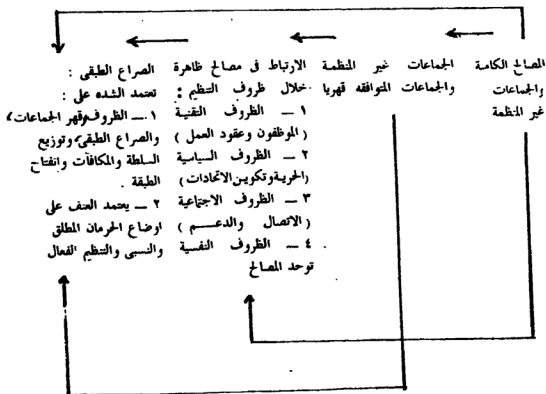 المصالح الكامنة
والجماعات
غير المنظمة
الجماعات غير المنظمة
والجماعات المتوافقه قهريا
الارتباط فى مصالح ظاهرة
خلال ظروف التنظيم :
١ ــ الظروف التقنية
(الموظفون وعقود العمل )
٢ ــ الظروف السياسية
(الحرية وتكوين الاتحادات )
٣ ــ الظروف الاجتماعية
(الاتصال والدعــــم )
٤ ــ الظروف النفسية
توحد المصالح
الصراع الطبقى :
تعتمد الشده على :
١ ــ الظروف وقهر الجماعات،
والصراع الطبقى، وتوزيع
السلطة والمكافآت وانفتاح
الطبقة .
٢ ــ يعتمد العنف على
اوضاع الحرمان المطلق
والنسبى والتنظيم الفعال